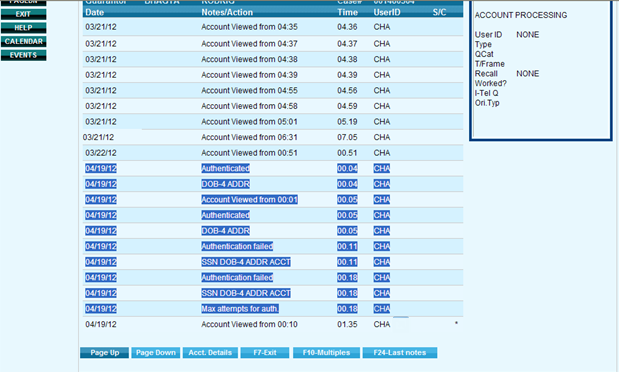 EXIT
HELP
CALENDAR
EVENTS
Date Notes/Action Time UserID S/C
03/21/12 Account Viewed from 04:35 04.36 CHA
03/21/12 Account Viewed from 04:37 04.37 CHA
03/21/12 Account Viewed from 04:38 04.38 CHA
03/21/12 Account Viewed from 04:39 04.39 CHA
03/21/12 Account Viewed from 04:55 04.56 CHA
03/21/12 Account Viewed from 04:58 04.59 CHA
03/21/12 Account Viewed from 05:01 05.19 CHA
03/21/12 Account Viewed from 06:31 07.05 CHA
03/22/12 Account Viewed from 00:51 00.51 CHA
04/19/12 Authenticated 00.04 CHA
04/19/12 DOB-4 ADDR 00.04 CHA
04/19/12 Account Viewed from 00:01 00.05 CHA
04/19/12 Authenticated 00.05 CHA
04/19/12 DOB-4 ADDR 00.05 CHA
04/19/12 Authentication failed 00.11 CHA
04/19/12 SSN DOB-4 ADDR ACCT 00.11 CHA
04/19/12 Authentication failed 00.18 CHA
04/19/12 SSN DOB-4 ADDR ACCT 00.18 CHA
04/19/12 Max attempts for auth. 00.18 CHA
04/19/12 Account Viewed from 00:10 01.35 CHA *
Page Up Page Down Acct. Details F7-Exit F10-Multiples F24-Last notes
ACCOUNT PROCESSING
User ID NONE
Type
QCat
T/Frame
Recall NONE
Worked?
I-Tel Q
Ori.Typ